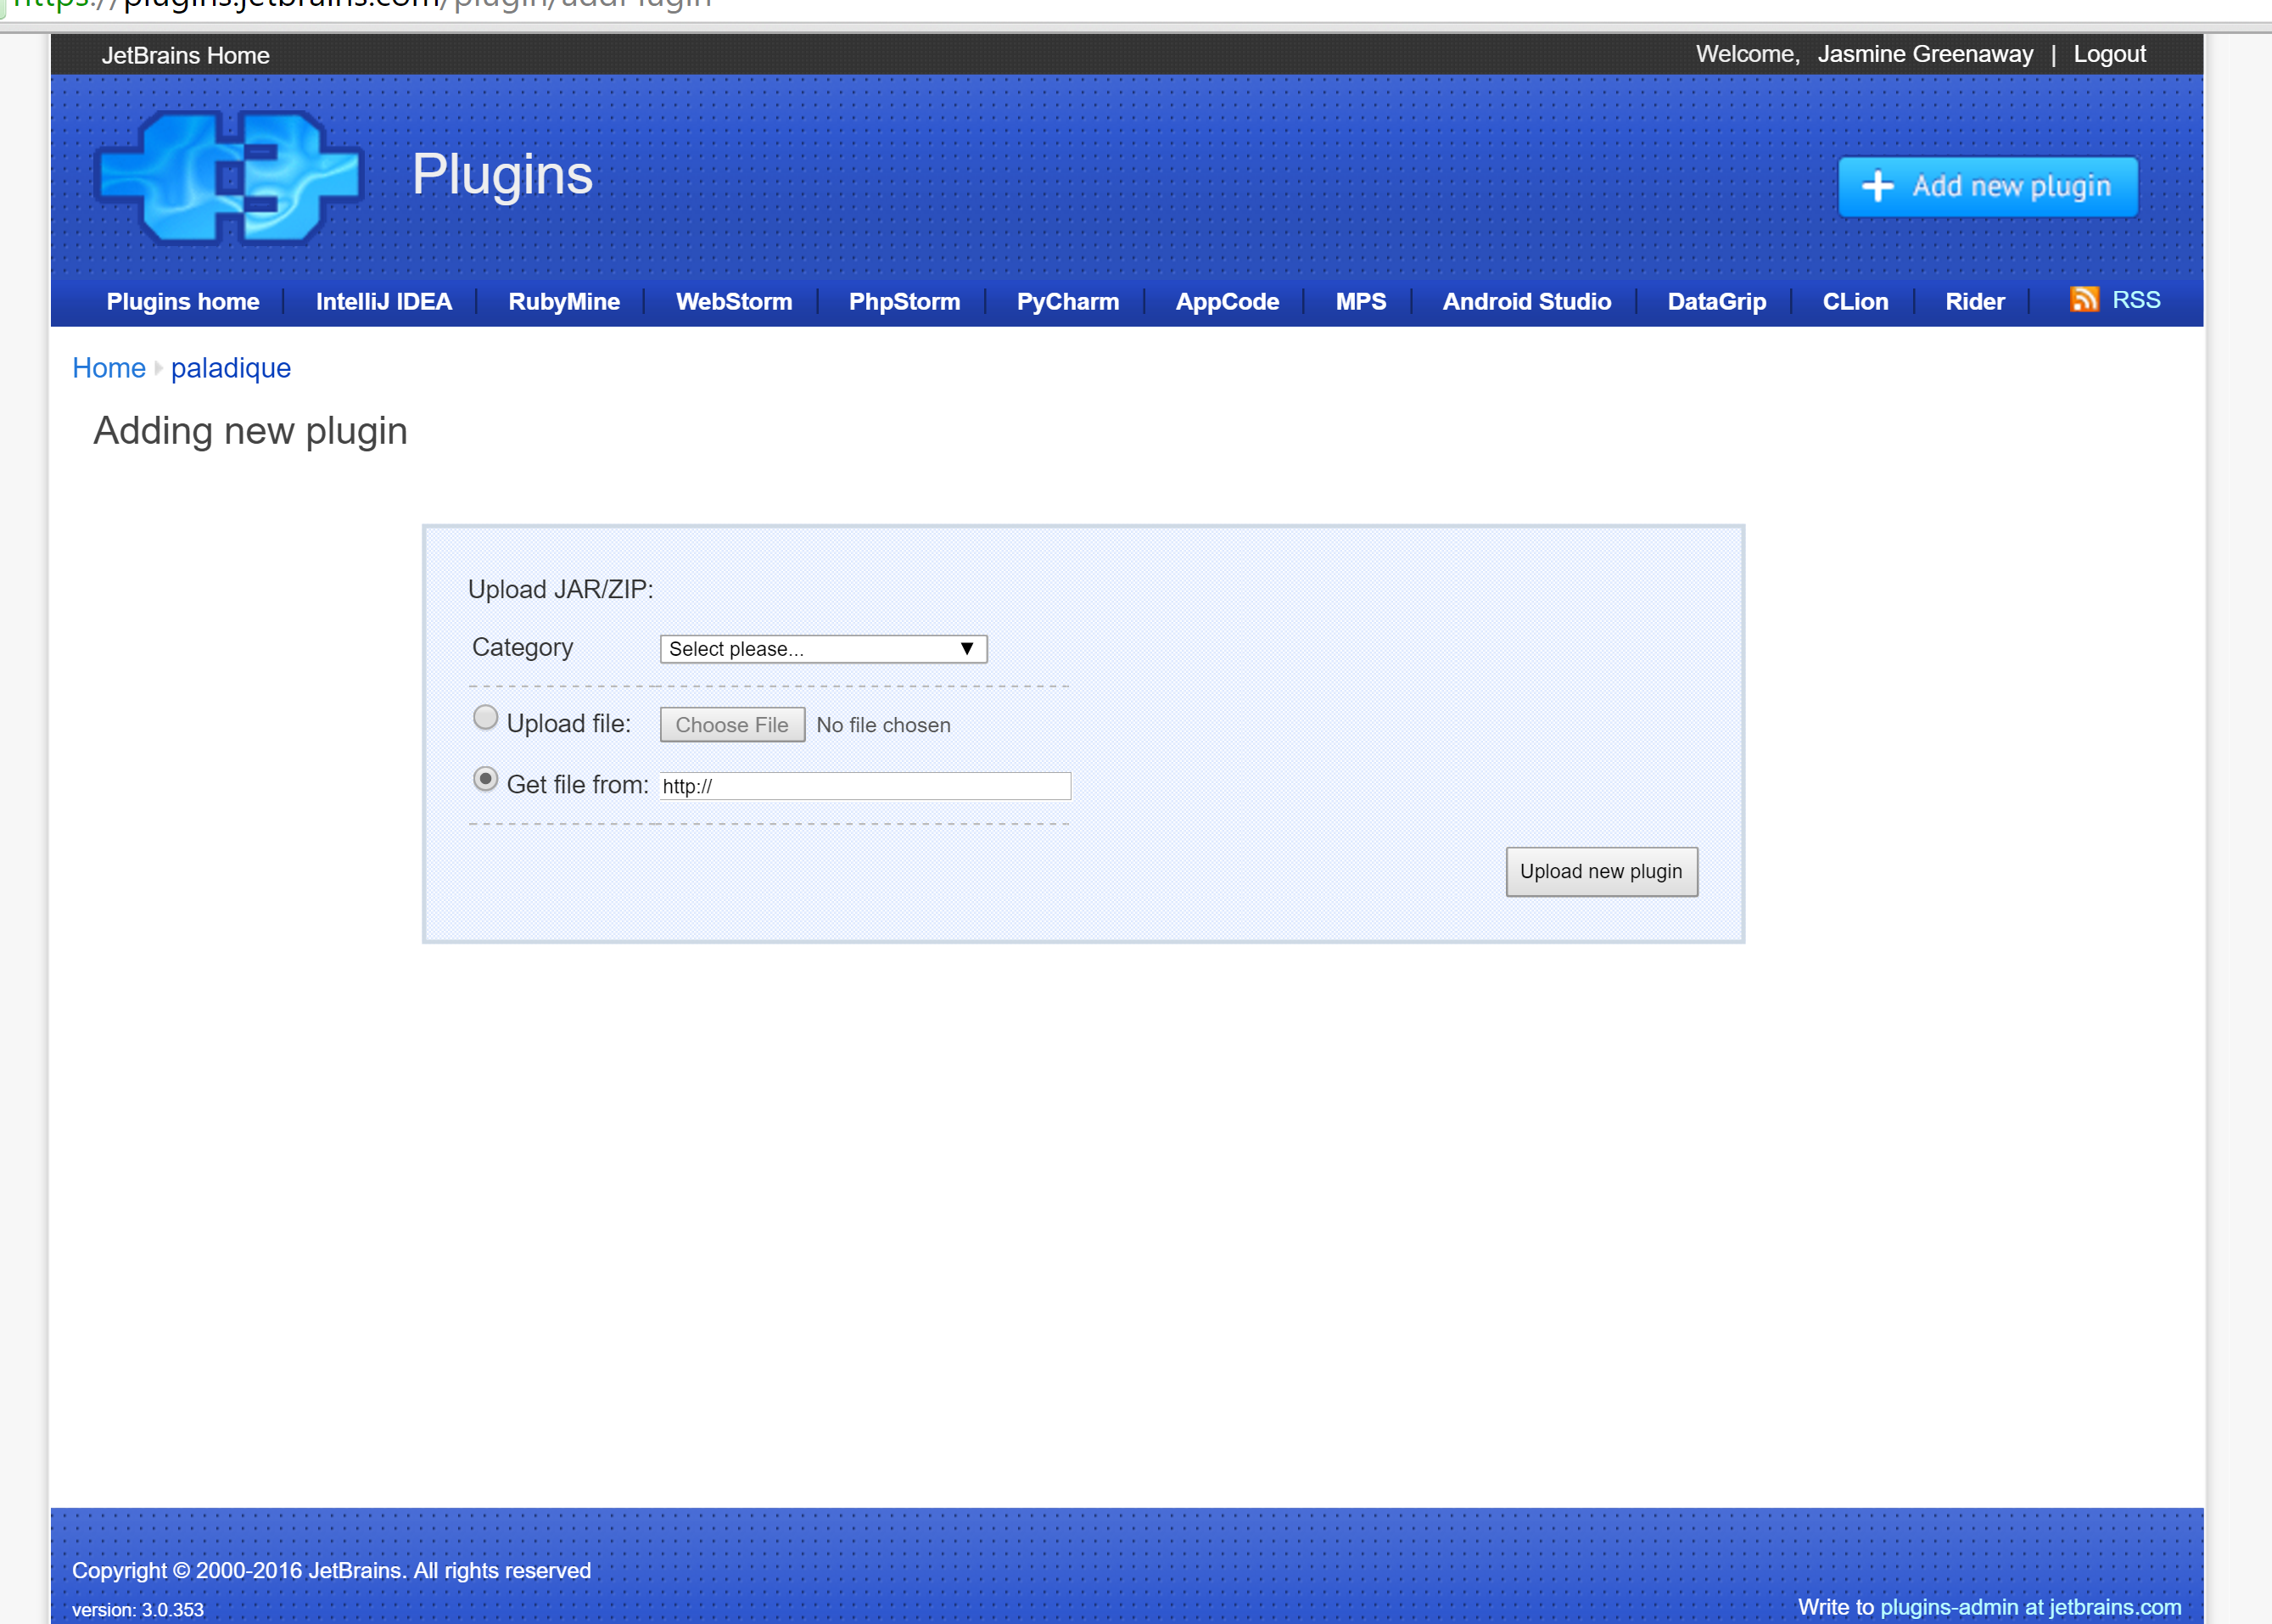 https://plugins.jetbrains.com/plugin/addPlugin
JetBrains Home
Welcome, Jasmine Greenaway | Logout
Plugins
Add new plugin
Plugins home IntelliJ IDEA RubyMine WebStorm PhpStorm PyCharm AppCode MPS Android Studio DataGrip CLion Rider RSS
Home paladique
Adding new plugin
Upload JAR/ZIP:
Category Select please...
Upload file: Choose File No file chosen
Get file from: http://
Upload new plugin
Copyright © 2000-2016 JetBrains. All rights reserved
version: 3.0.353
Write to plugins-admin at jetbrains.com